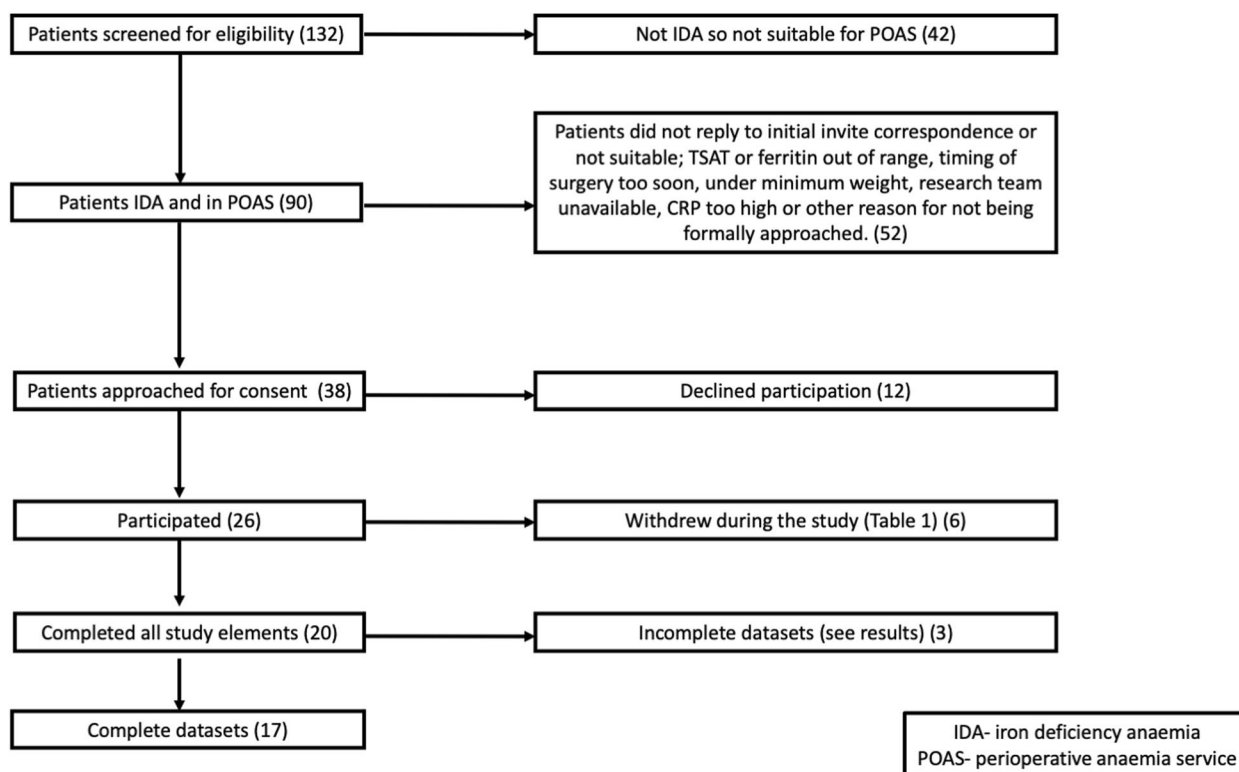 Patients screened for eligibility (132)
Not IDA so not suitable for POAS (42)
Patients did not reply to initial invite correspondence or
not suitable; TSAT or ferritin out of range, timing of
surgery too soon, under minimum weight, research team
unavailable, CRP too high or other reason for not being
formally approached. (52)
Patients IDA and in POAS (90)
Patients approached for consent (38)
Declined participation (12)
Participated (26)
Withdrew during the study (Table 1) (6)
Completed all study elements (20)
Incomplete datasets (see results) (3)
Complete datasets (17)
IDA- iron deficiency anaemia
POAS- perioperative anaemia service